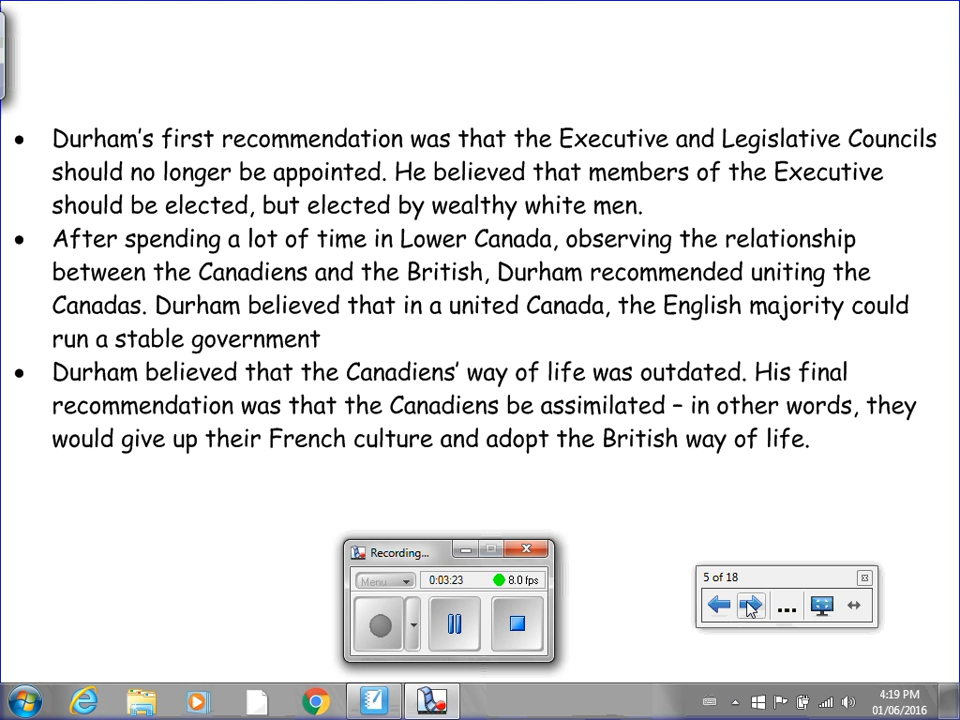 • Durham's first recommendation was that the Executive and Legislative Councils
should no longer be appointed. He believed that members of the Executive
should be elected, but elected by wealthy white men.
• After spending a lot of time in Lower Canada, observing the relationship
between the Canadiens and the British, Durham recommended uniting the
Canadas. Durham believed that in a united Canada, the English majority could
run a stable government
• Durham believed that the Canadiens' way of life was outdated. His final
recommendation was that the Canadiens be assimilated – in other words, they
would give up their French culture and adopt the British way of life.
Recording...
Menu 0:03:23 8.0 fps
5 of 18
...
4:19 PM
01/06/2016